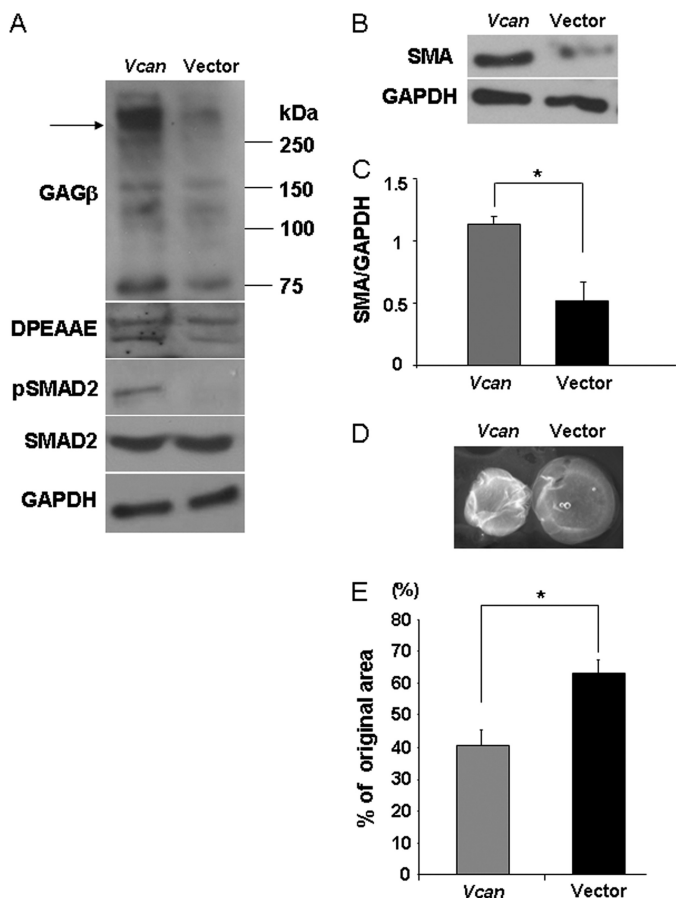 A
Vcan Vector
kDa
250
GAGβ
150
100
75
DPEAAE
pSMAD2
SMAD2
GAPDH
B
Vcan Vector
SMA
GAPDH
C
1.5
*
1
0.5
0
SMA/GAPDH
Vcan Vector
D
Vcan Vector
E
(%)
80
*
70
60
50
40
30
20
10
0
% of original area
Vcan Vector